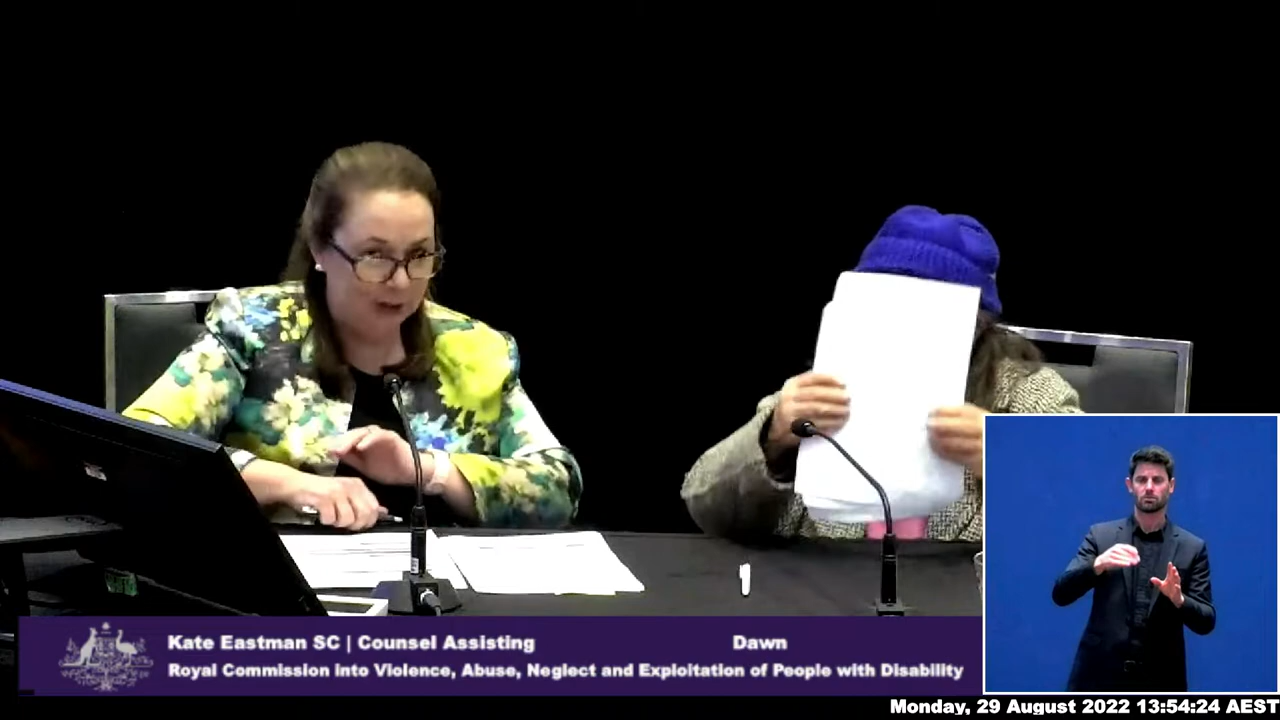 Kate Eastman SC | Counsel Assisting
Dawn
Royal Commission into Violence, Abuse, Neglect and Exploitation of People with Disability
Monday, 29 August 2022 13:54:24 AEST